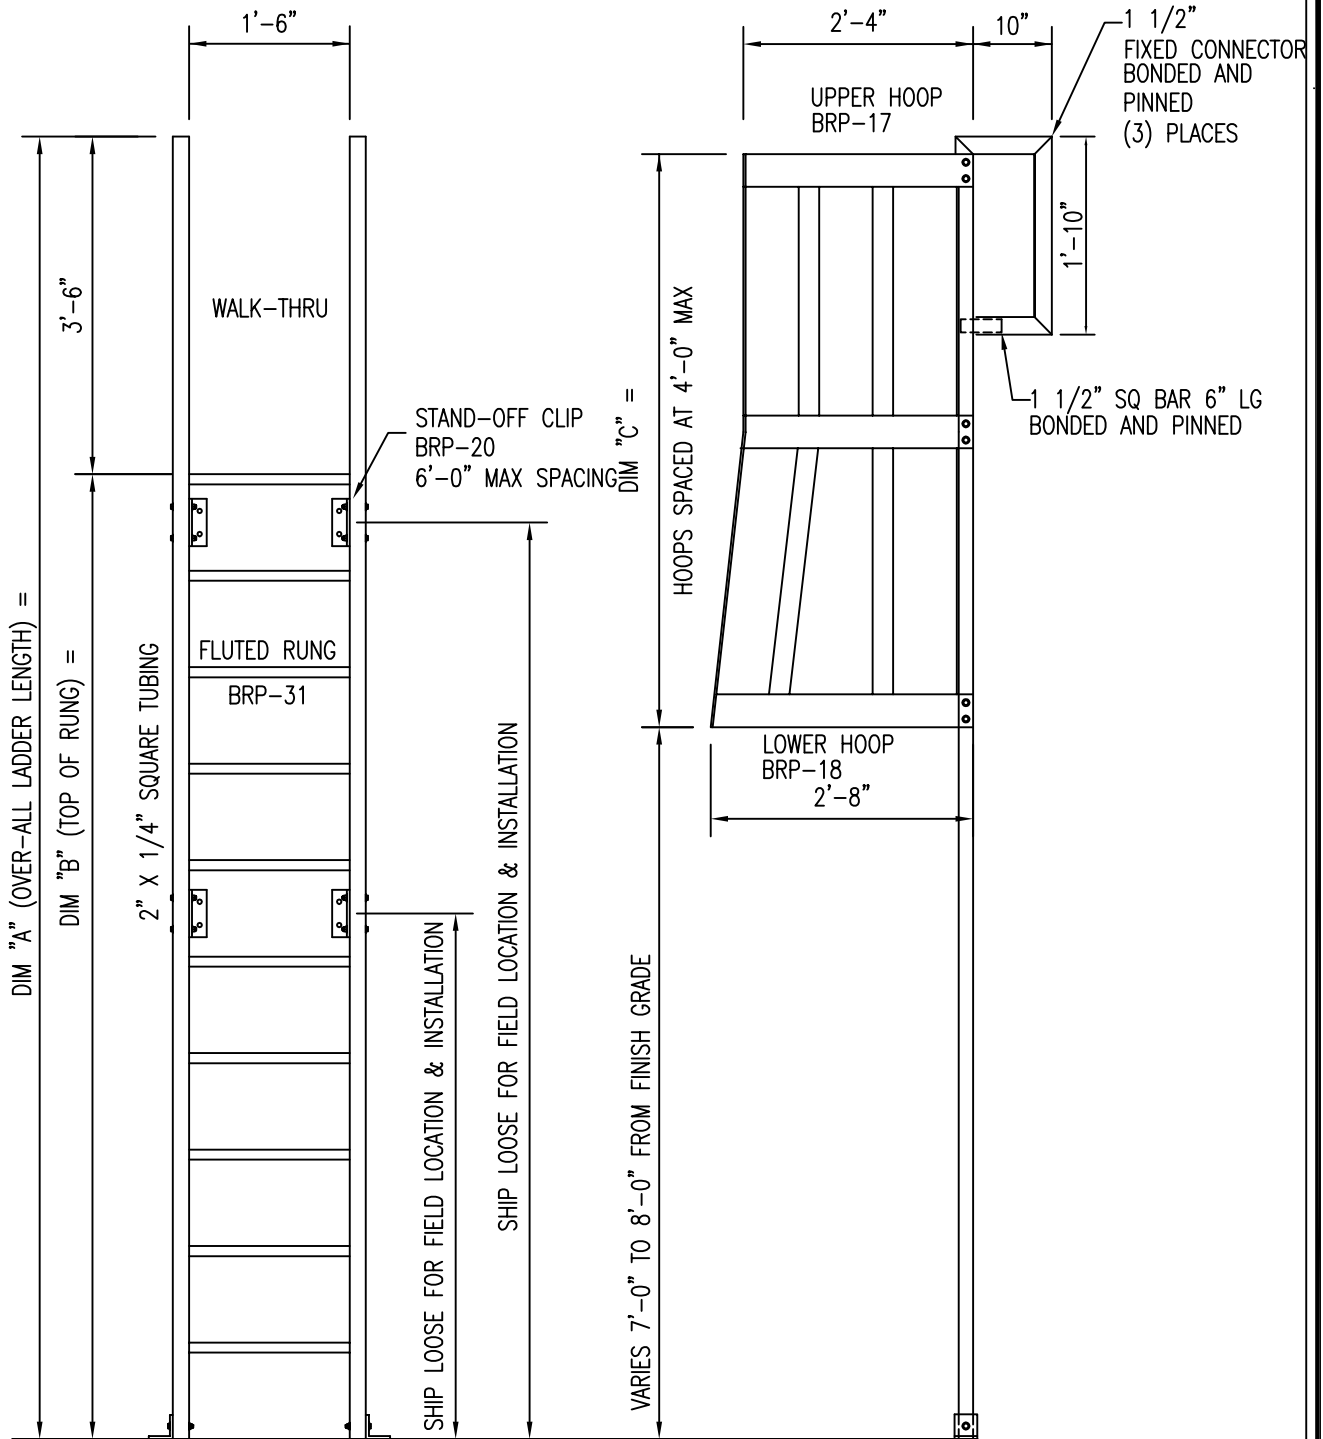 1'-6"
2'-4"
10"
1 1/2"
FIXED CONNECTOR
BONDED AND
PINNED
(3) PLACES
UPPER HOOP
BRP-17
3'-6"
WALK-THRU
1'-10"
STAND-OFF CLIP
BRP-20
6'-0" MAX SPACING
DIM "C" =
HOOPS SPACED AT 4'-0" MAX
1 1/2" SQ BAR 6" LG
BONDED AND PINNED
DIM "A" (OVER-ALL LADDER LENGTH) =
DIM "B" (TOP OF RUNG) =
2" X 1/4" SQUARE TUBING
FLUTED RUNG
BRP-31
SHIP LOOSE FOR FIELD LOCATION & INSTALLATION
SHIP LOOSE FOR FIELD LOCATION & INSTALLATION
LOWER HOOP
BRP-18
2'-8"
VARIES 7'-0" TO 8'-0" FROM FINISH GRADE